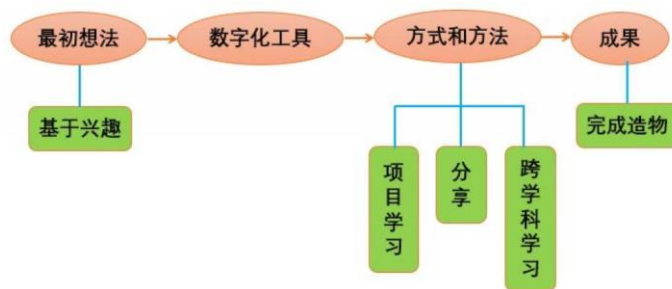 最初想法
数字化工具
方式和方法
成果
基于兴趣
完成造物
项目学习
分享
跨学科学习